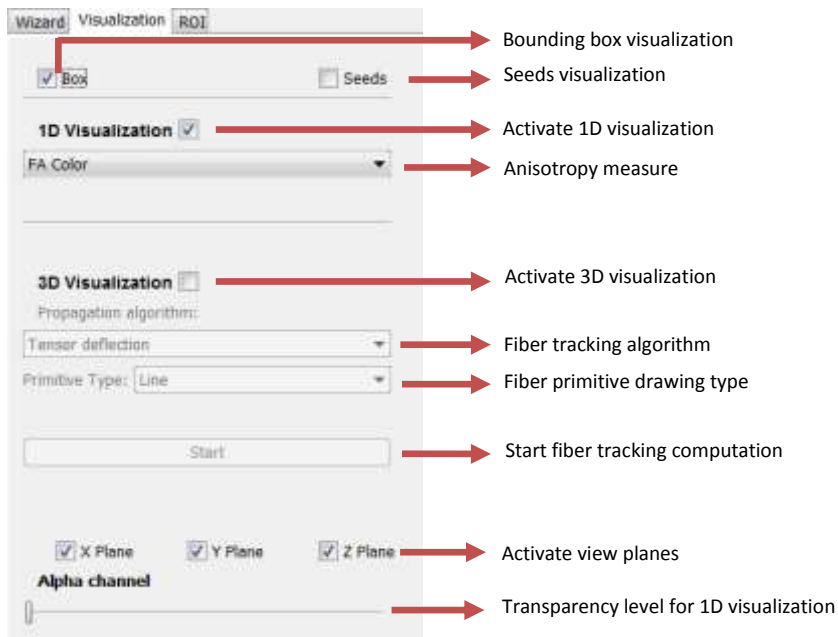 Wizard Visualization ROI
Bounding box visualization
Box Seeds Seeds visualization
1D Visualization Activate 1D visualization
FA Color Anisotropy measure
3D Visualization Activate 3D visualization
Propagation algorithm:
Tensor deflection Fiber tracking algorithm
Primitive Type: Line Fiber primitive drawing type
Start Start fiber tracking computation
X Plane Y Plane Z Plane Activate view planes
Alpha channel
Transparency level for 1D visualization